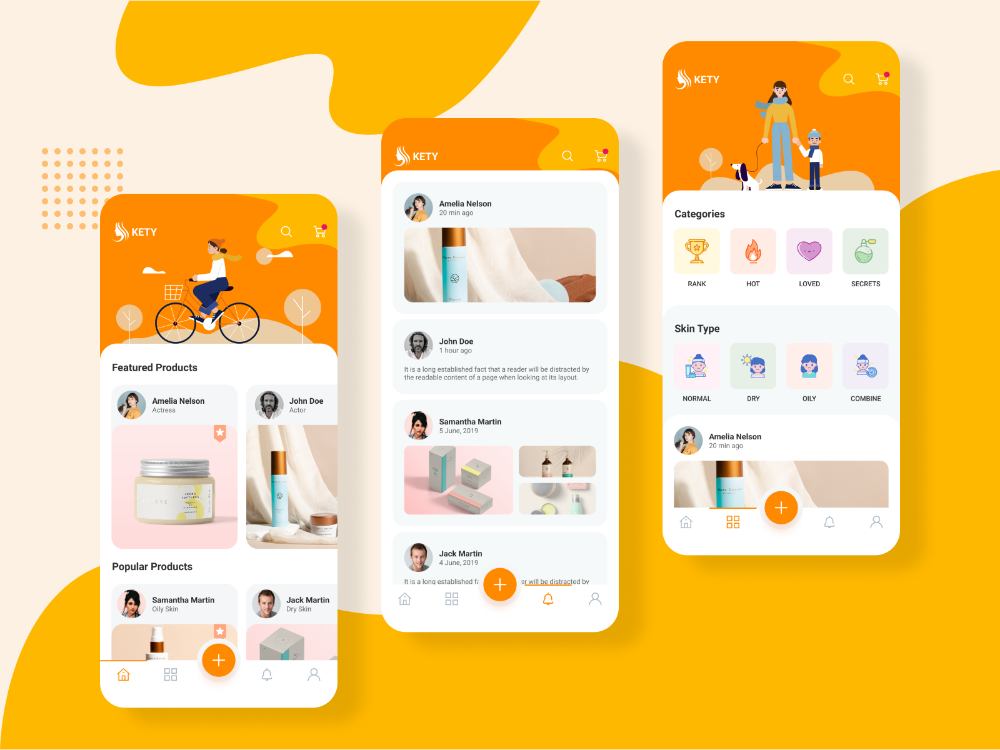 KETY
Featured Products
Amelia Nelson
Actress
John Doe
Actor
Popular Products
Samantha Martin
Oily Skin
Jack Martin
Dry Skin
KETY
Amelia Nelson
20 min ago
John Doe
1 hour ago
It is a long established fact that a reader will be distracted by
the readable content of a page when looking at its layout.
Samantha Martin
5 June, 2019
Jack Martin
4 June, 2019
It is a long established fa er will be distracted by
KETY
Categories
RANK
HOT
LOVED
SECRETS
Skin Type
NORMAL
DRY
OILY
COMBINE
Amelia Nelson
20 min ago